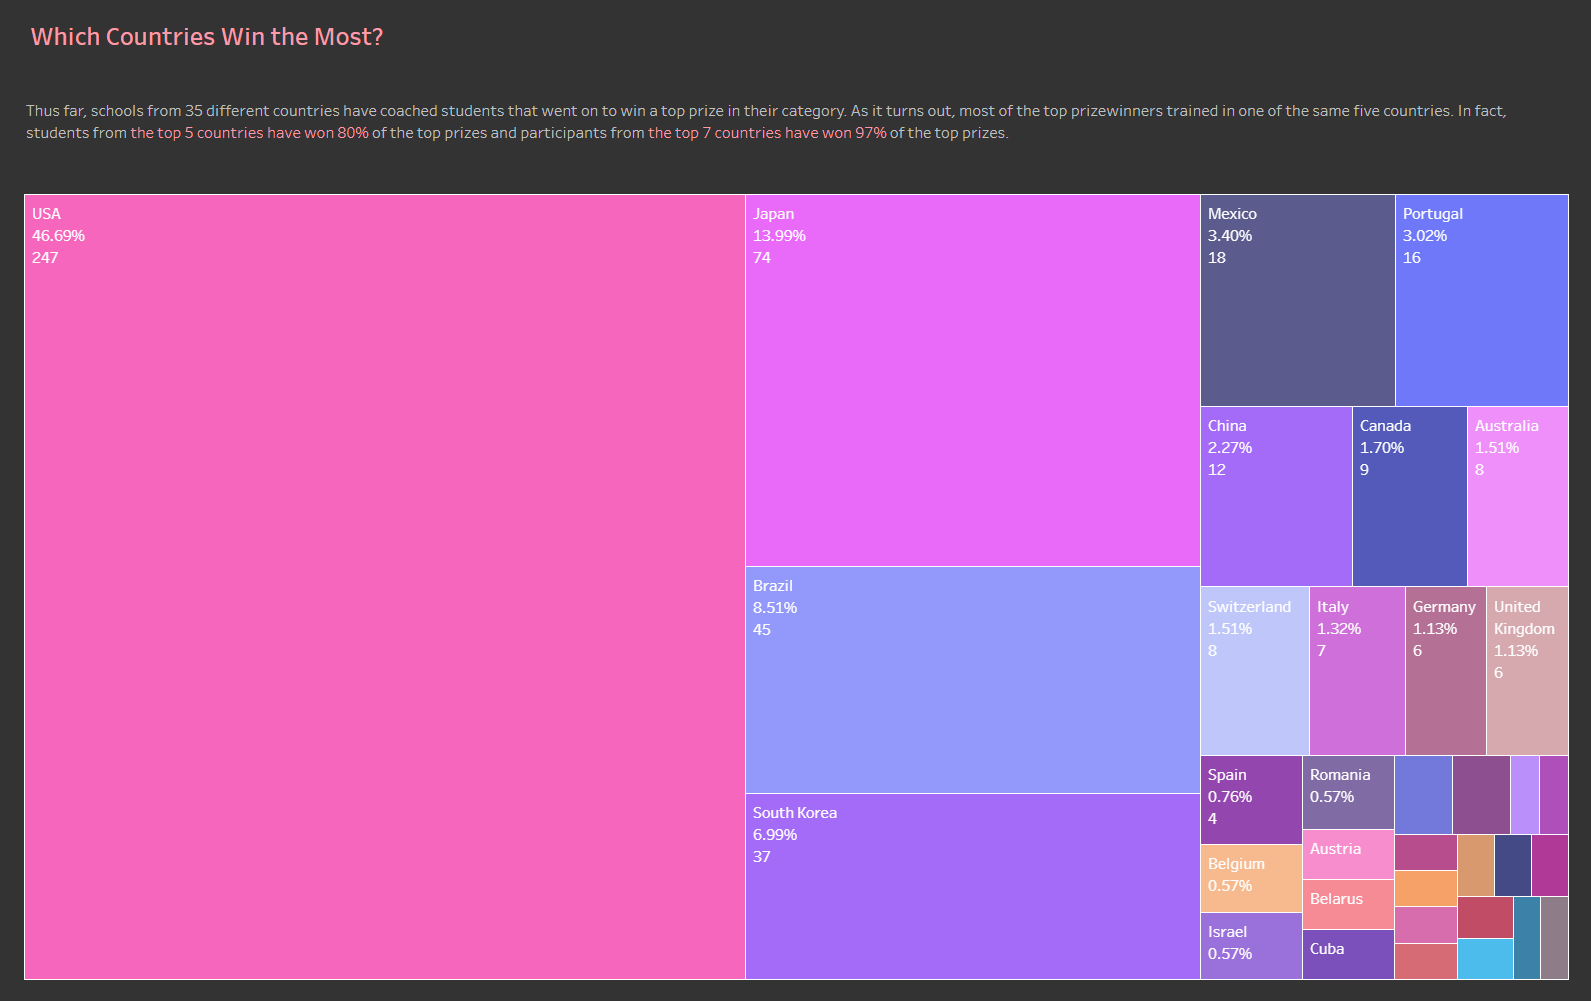 Which Countries Win the Most?
Thus far, schools from 35 different countries have coached students that went on to win a top prize in their category. As it turns out, most of the top prizewinners trained in one of the same five countries. In fact,
students from the top 5 countries have won 80% of the top prizes and participants from the top 7 countries have won 97% of the top prizes.
USA
46.69%
247
Japan
13.99%
74
Brazil
8.51%
45
South Korea
6.99%
37
Mexico
3.40%
18
Portugal
3.02%
16
China
2.27%
12
Canada
1.70%
9
Australia
1.51%
8
Switzerland
1.51%
8
Italy
1.32%
7
Germany
1.13%
6
United
Kingdom
1.13%
6
Spain
0.76%
4
Belgium
0.57%
Israel
0.57%
Romania
0.57%
Austria
Belarus
Cuba